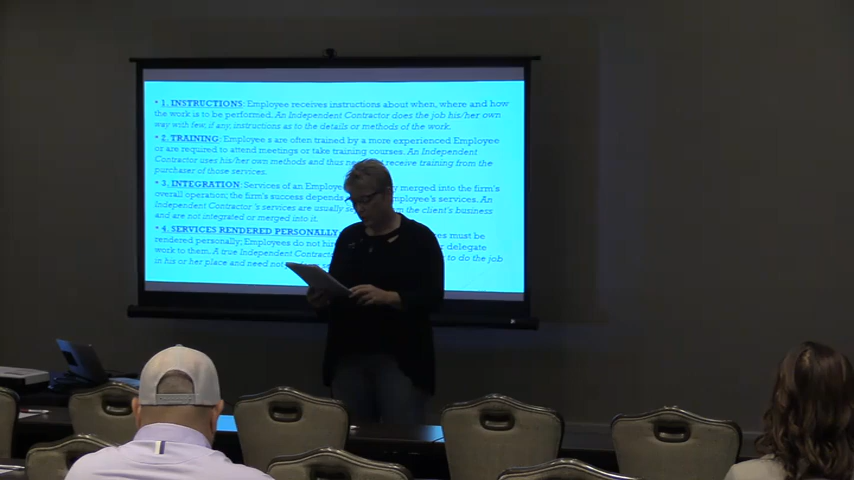 • 1. INSTRUCTIONS: Employee receives instructions about when, where and how
the work is to be performed. An Independent Contractor does the job his/her own
way with few, if any, instructions as to the details or methods of the work.
• 2. TRAINING: Employee s are often trained by a more experienced Employee
or are required to attend meetings or take training courses. An Independent
Contractor uses his/her own methods and thus need receive training from the
purchaser of those services.
• 3. INTEGRATION: Services of an merged into the firm's
overall operation; the firm's success depends services. An
Independent Contractor's services are usually the client's business
and are not integrated or merged into it.
• 4. SERVICES RENDERED PERSONALLY must be
rendered personally; Employees do not delegate
work to them. A true Independent to do the job
in his or her place and need not